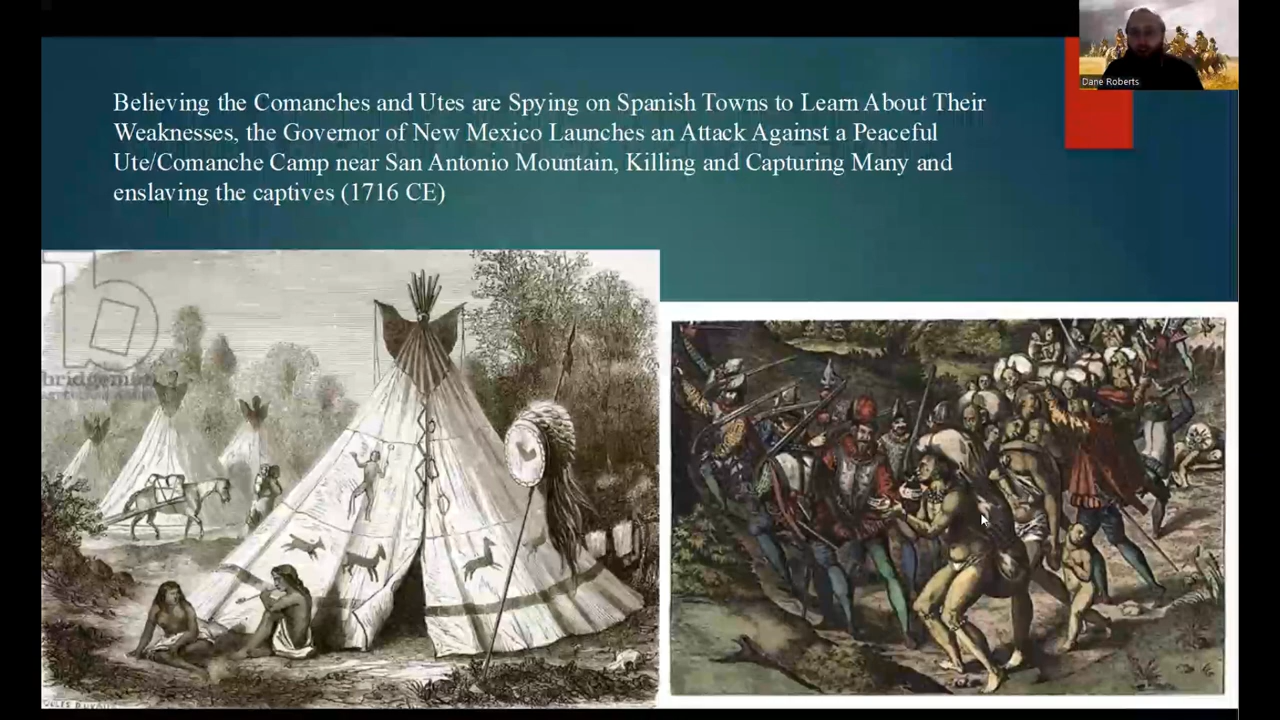 Dane Roberts
Believing the Comanches and Utes are Spying on Spanish Towns to Learn About Their
Weaknesses, the Governor of New Mexico Launches an Attack Against a Peaceful
Ute/Comanche Camp near San Antonio Mountain, Killing and Capturing Many and
enslaving the captives (1716 CE)
b
bridgeman